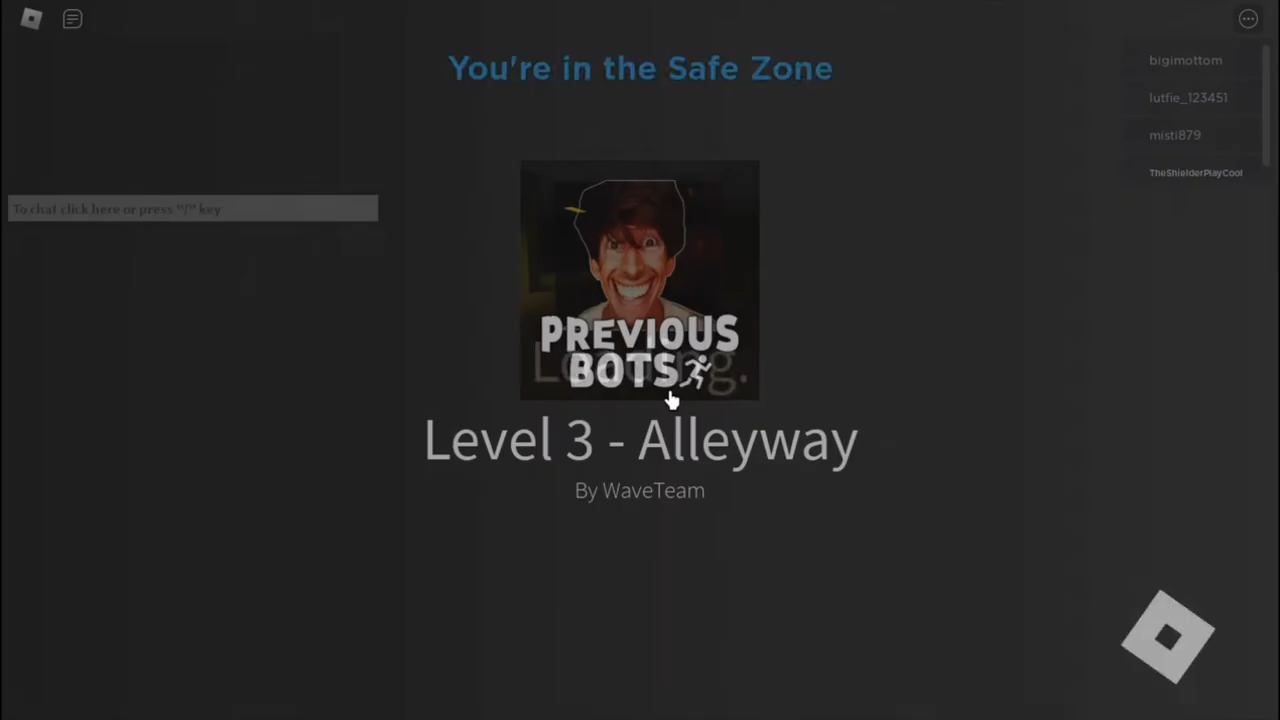 You're in the Safe Zone
bigimottom
lutfie_123451
misti879
TheShielderPlayCool
To chat click here or press "/" key
PREVIOUS
BOTS
Loading.
Level 3 - Alleyway
By WaveTeam